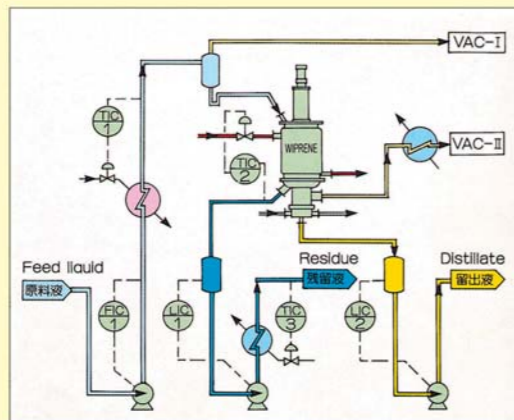 VAC-I
TIC
1
WIPRENE
VAC-II
TIC
2
Feed liauid
原料液
Residue
残留液
Distillate
留出液
FIC
1
LIC
1
TIC
3
LIC
2